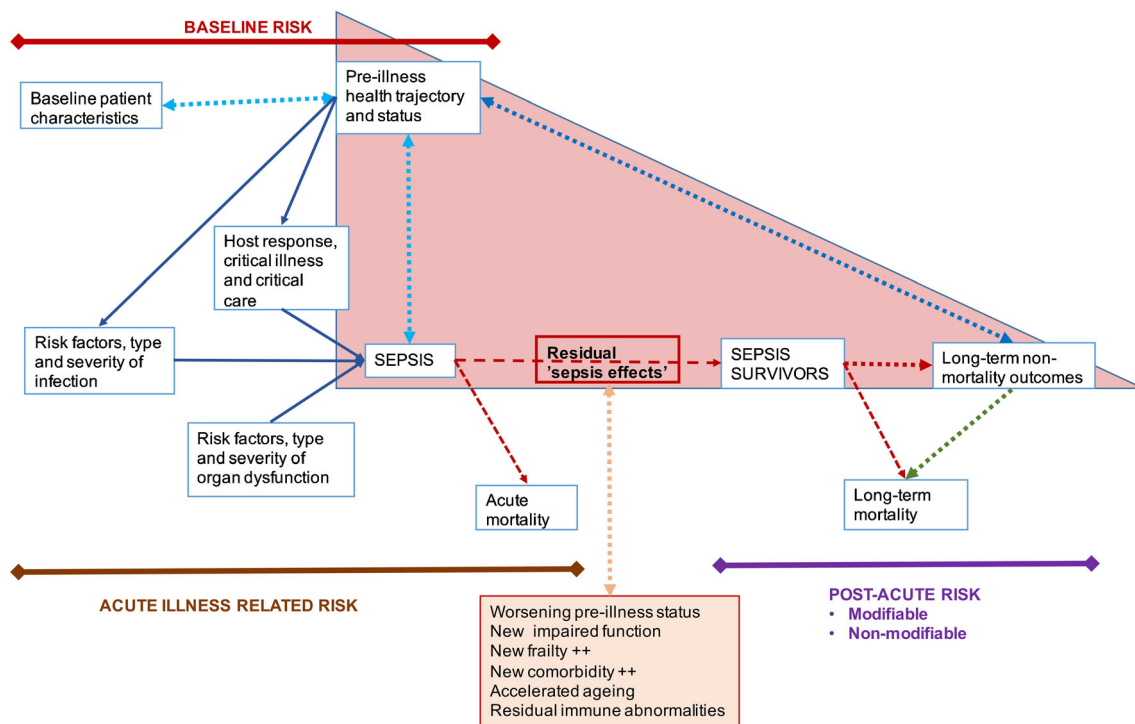 BASELINE RISK
Baseline patient
characteristics
Pre-illness
health trajectory
and status
Host response,
critical illness
and critical
care
Risk factors, type
and severity of
infection
SEPSIS
Residual
’sepsis effects’
SEPSIS
SURVIVORS
Long-term non-
mortality outcomes
Risk factors, type
and severity of
organ dysfunction
Acute
mortality
Long-term
mortality
ACUTE ILLNESS RELATED RISK
POST-ACUTE RISK
• Modifiable
• Non-modifiable
Worsening pre-illness status
New impaired function
New frailty ++
New comorbidity ++
Accelerated ageing
Residual immune abnormalities